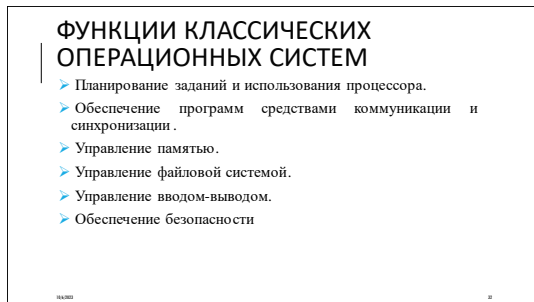 ФУНКЦИИ КЛАССИЧЕСКИХ
ОПЕРАЦИОННЫХ СИСТЕМ
Планирование заданий и использования процессора.
Обеспечение программ средствами коммуникации и
синхронизации.
Управление памятью.
Управление файловой системой.
Управление вводом-выводом.
Обеспечение безопасности